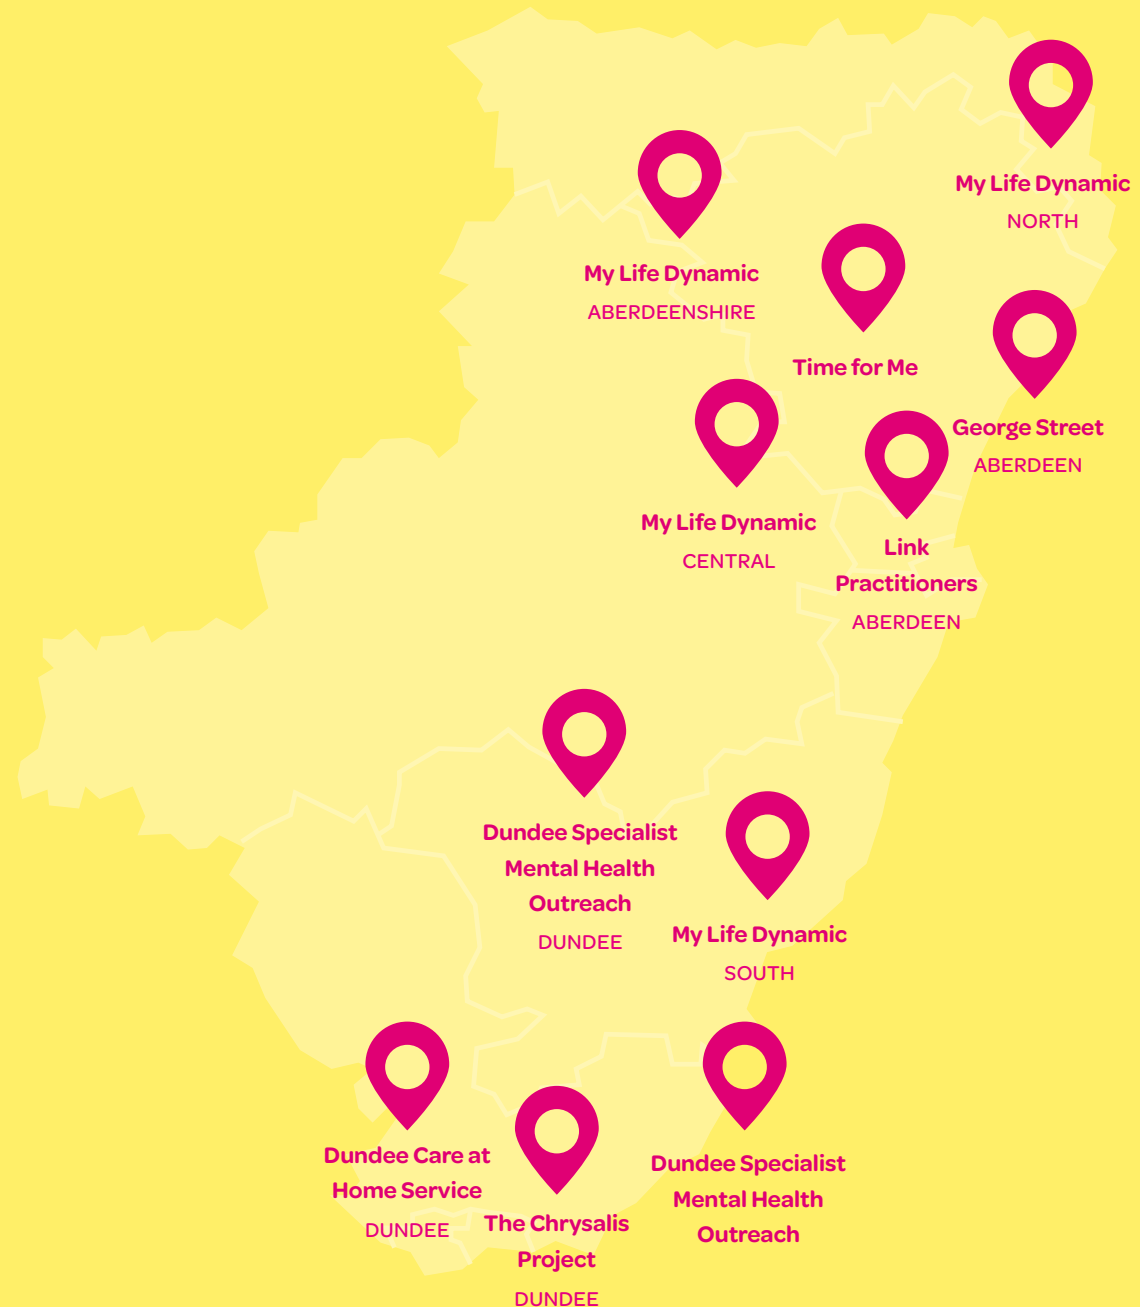 My Life Dynamic
NORTH
My Life Dynamic
ABERDEENSHIRE
Time for Me
George Street
ABERDEEN
My Life Dynamic
CENTRAL
Link
Practitioners
ABERDEEN
Dundee Specialist
Mental Health
Outreach
DUNDEE
My Life Dynamic
SOUTH
Dundee Care at
Home Service
DUNDEE
The Chrysalis
Project
DUNDEE
Dundee Specialist
Mental Health
Outreach